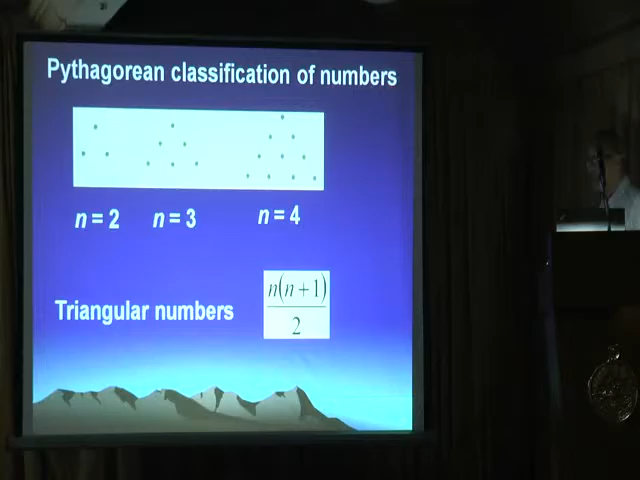 Pythagorean classification of numbers
n = 2 n = 3 n = 4
Triangular numbers n(n+1)/2